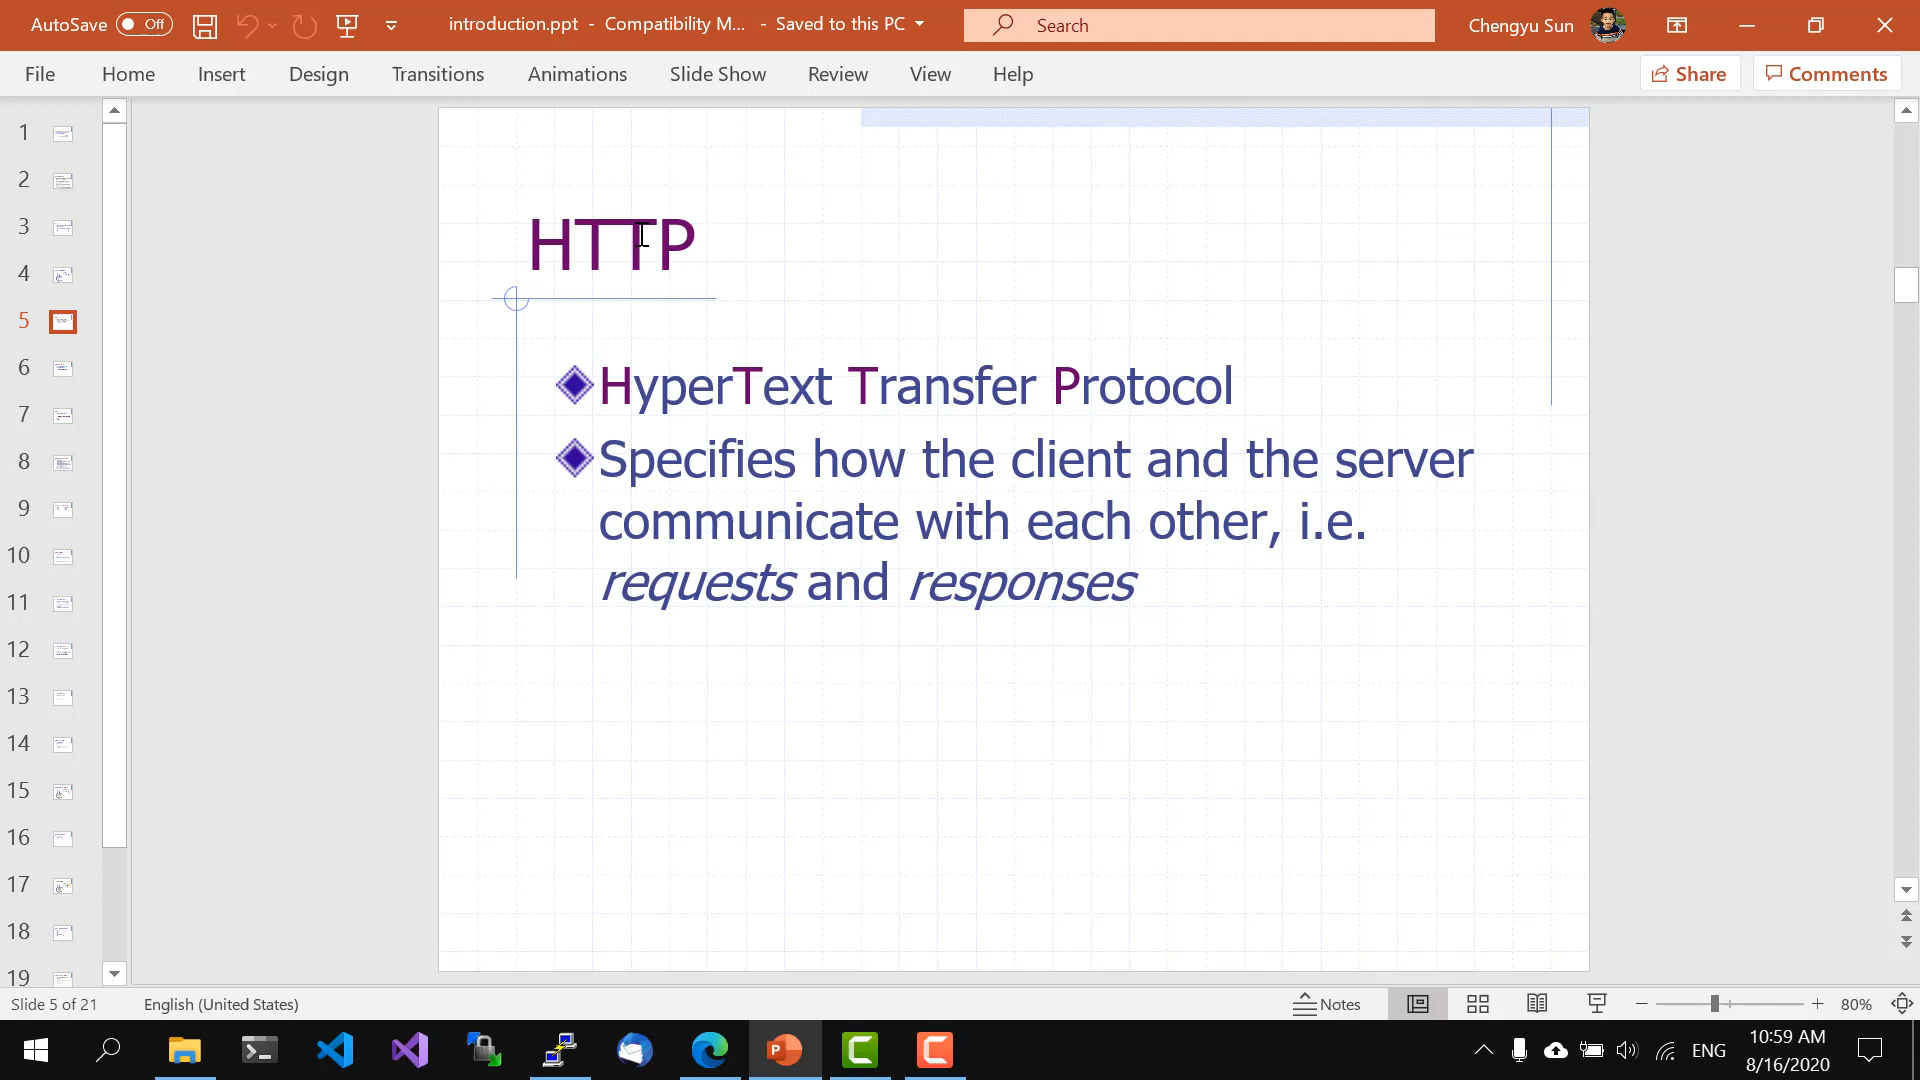 AutoSave Off introduction.ppt - Compatibility M... - Saved to this PC Search Chengyu Sun
File Home Insert Design Transitions Animations Slide Show Review View Help Share Comments
1
2
3
4
5
6
7
8
9
10
11
12
13
14
15
16
17
18
19
HTTP
HyperText Transfer Protocol
Specifies how the client and the server
communicate with each other, i.e.
requests and responses
Slide 5 of 21 English (United States) Notes 80%
ENG 10:59 AM
8/16/2020